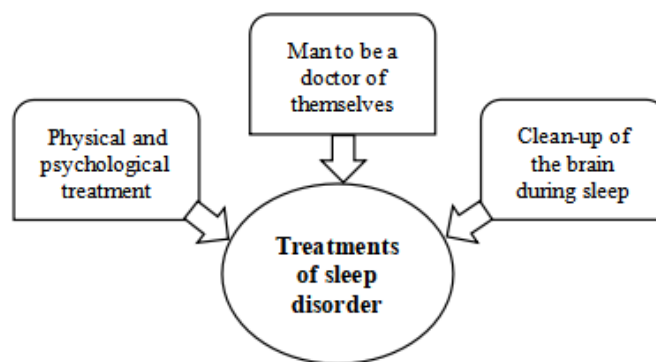 Man to be a
doctor of
themselves
Physical and
psychological
treatment
Clean-up of
the brain
during sleep
Treatments
of sleep
disorder